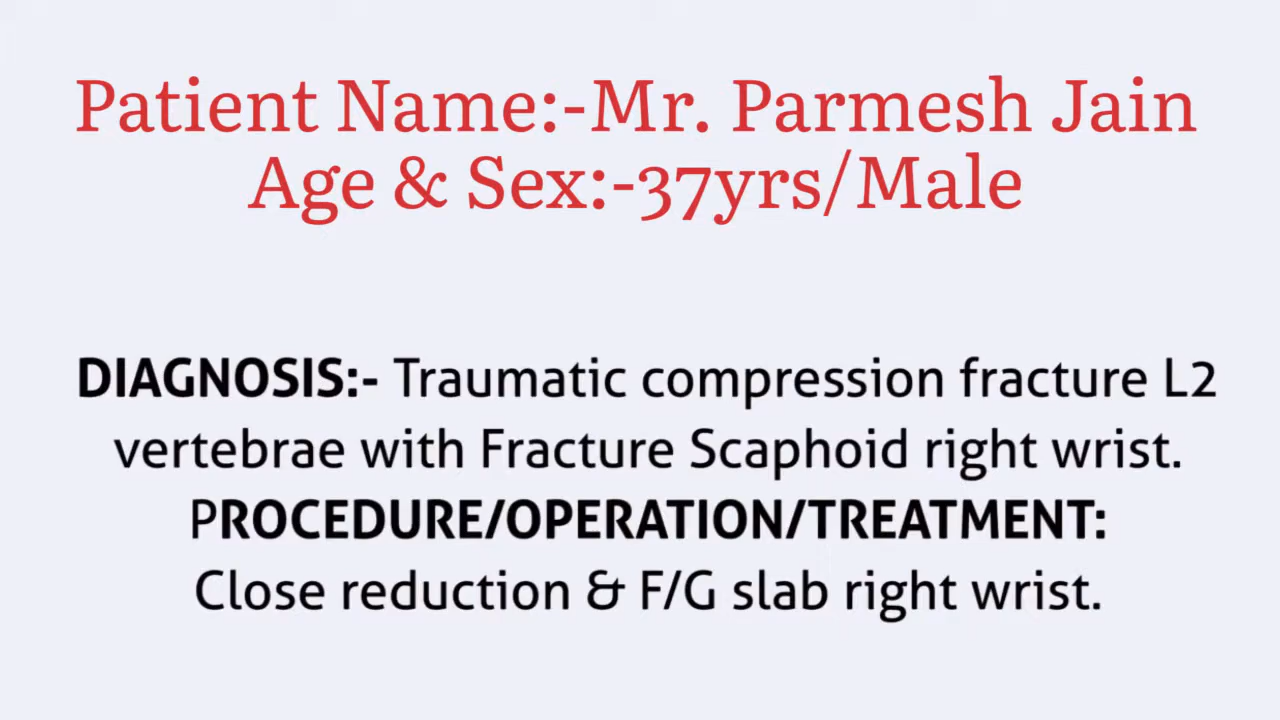 Patient Name:-Mr. Parmesh Jain
Age & Sex:-37yrs/Male
DIAGNOSIS:- Traumatic compression fracture L2
vertebrae with Fracture Scaphoid right wrist.
PROCEDURE/OPERATION/TREATMENT:
Close reduction & F/G slab right wrist.